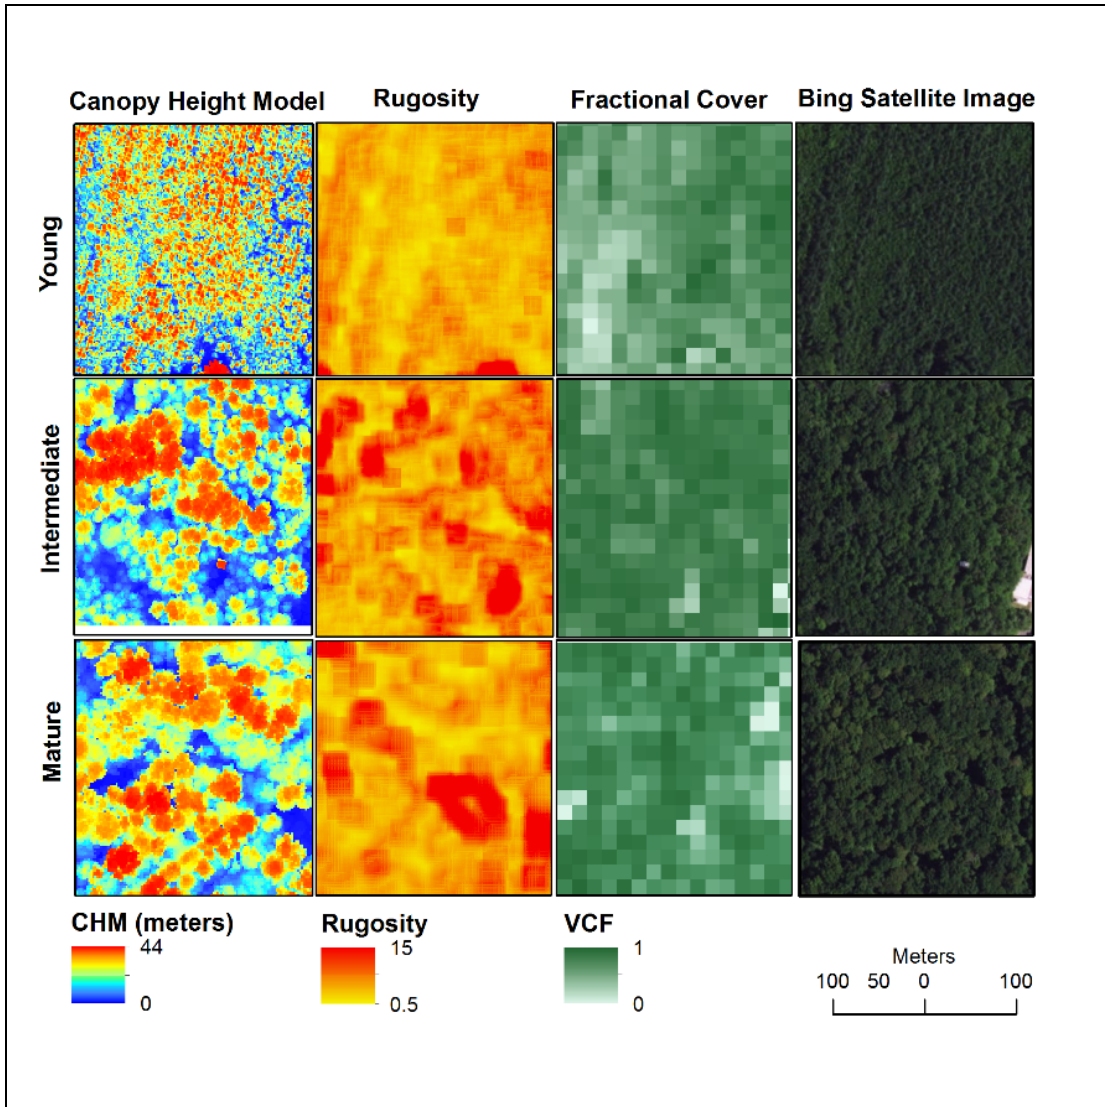 Canopy Height Model Rugosity Fractional Cover Bing Satellite Image
Young
Intermediate
Mature
CHM (meters) Rugosity VCF
44 15 1
0 0.5 0
Meters
100 50 0 100